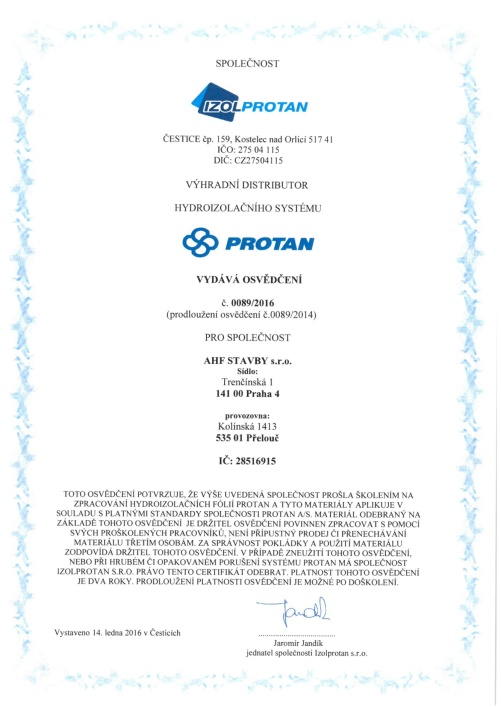 SPOLEČNOST
IZOLPROTAN
ČESTICE čp. 159, Kostelec nad Orlicí 517 41
IČO: 275 04 115
DIČ: CZ27504115
VÝHRADNÍ DISTRIBUTOR
HYDROIZOLAČNÍHO SYSTÉMU
PROTAN
VYDÁVÁ OSVĚDČENÍ
č. 0089/2016
(prodloužení osvědčení č.0089/2014)
PRO SPOLEČNOST
AHF STAVBY s.r.o.
Sídlo:
Trenčínská 1
141 00 Praha 4
provozovna:
Kolínská 1413
535 01 Přelouč
IČ: 28516915
TOTO OSVĚDČENÍ POTVRZUJE, ŽE VÝŠE UVEDENÁ SPOLEČNOST PROŠLA ŠKOLENÍM NA
ZPRACOVÁNÍ HYDROIZOLAČNÍCH FÓLIÍ PROTAN A TYTO MATERIÁLY APLIKUJE V
SOULADU S PLATNÝMI STANDARDY SPOLEČNOSTI PROTAN A/S. MATERIÁL ODEBRANÝ NA
ZÁKLADĚ TOHOTO OSVĚDČENÍ JE DRŽITEL OSVĚDČENÍ POVINNEN ZPRACOVAT S POMOCÍ
SVÝCH PROŠKOLENÝCH PRACOVNÍKŮ, NENÍ PŘÍPUSTNÝ PRODEJ ČI PŘENECHÁVÁNÍ
MATERIÁLU TŘETÍM OSOBÁM. ZA SPRÁVNOST POKLÁDKY A POUŽITÍ MATERIÁLU
ZODPOVÍDÁ DRŽITEL TOHOTO OSVĚDČENÍ. V PŘÍPADĚ ZNEUŽITÍ TOHOTO OSVĚDČENÍ,
NEBO PŘI HRUBÉM ČI OPAKOVANÉM PORUŠENÍ SYSTÉMU PROTAN MÁ SPOLEČNOST
IZOLPROTAN S.R.O. PRÁVO TENTO CERTIFIKÁT ODEBRAT. PLATNOST TOHOTO OSVĚDČENÍ
JE DVA ROKY. PRODLOUŽENÍ PLATNOSTI OSVĚDČENÍ JE MOŽNÉ PO DOŠKOLENÍ.
Jandík
Vystaveno 14. ledna 2016 v Česticích
Jaromír Jandík
jednatel společnosti Izolprotan s.r.o.